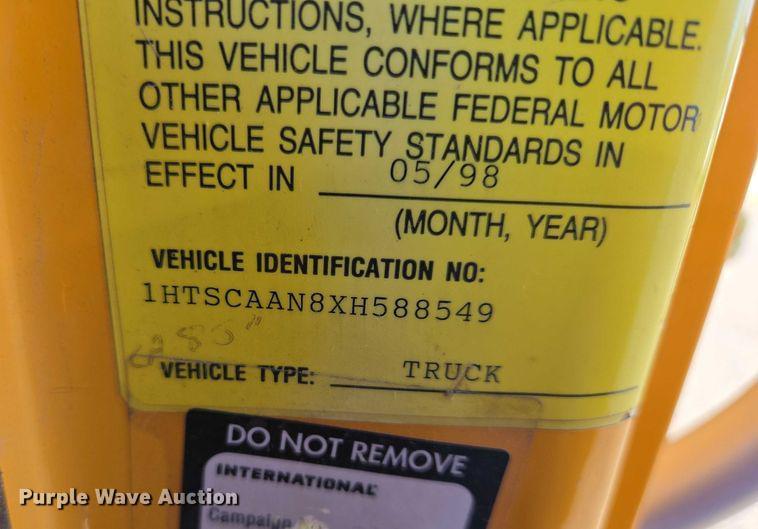 INSTRUCTIONS, WHERE APPLICABLE.
THIS VEHICLE CONFORMS TO ALL
OTHER APPLICABLE FEDERAL MOTOR
VEHICLE SAFETY STANDARDS IN
EFFECT IN 05/98
(MONTH, YEAR)
VEHICLE IDENTIFICATION NO:
1HTSCAAN8XH588549
VEHICLE TYPE: TRUCK
DO NOT REMOVE
INTERNATIONAL
Campaign
Purple Wave Auction